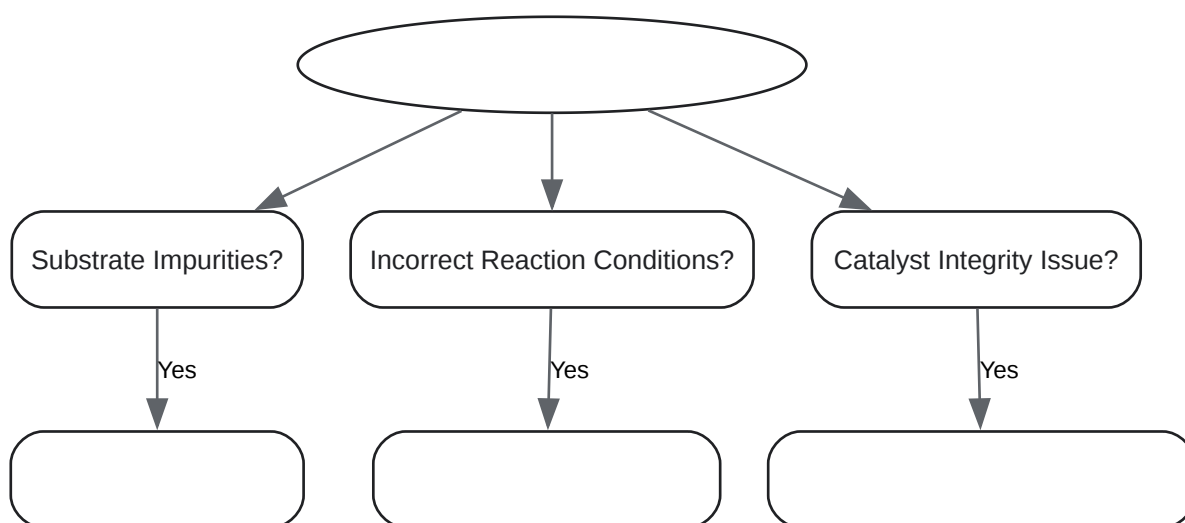 Substrate Impurities?
Incorrect Reaction Conditions?
Catalyst Integrity Issue?
Yes
Yes
Yes